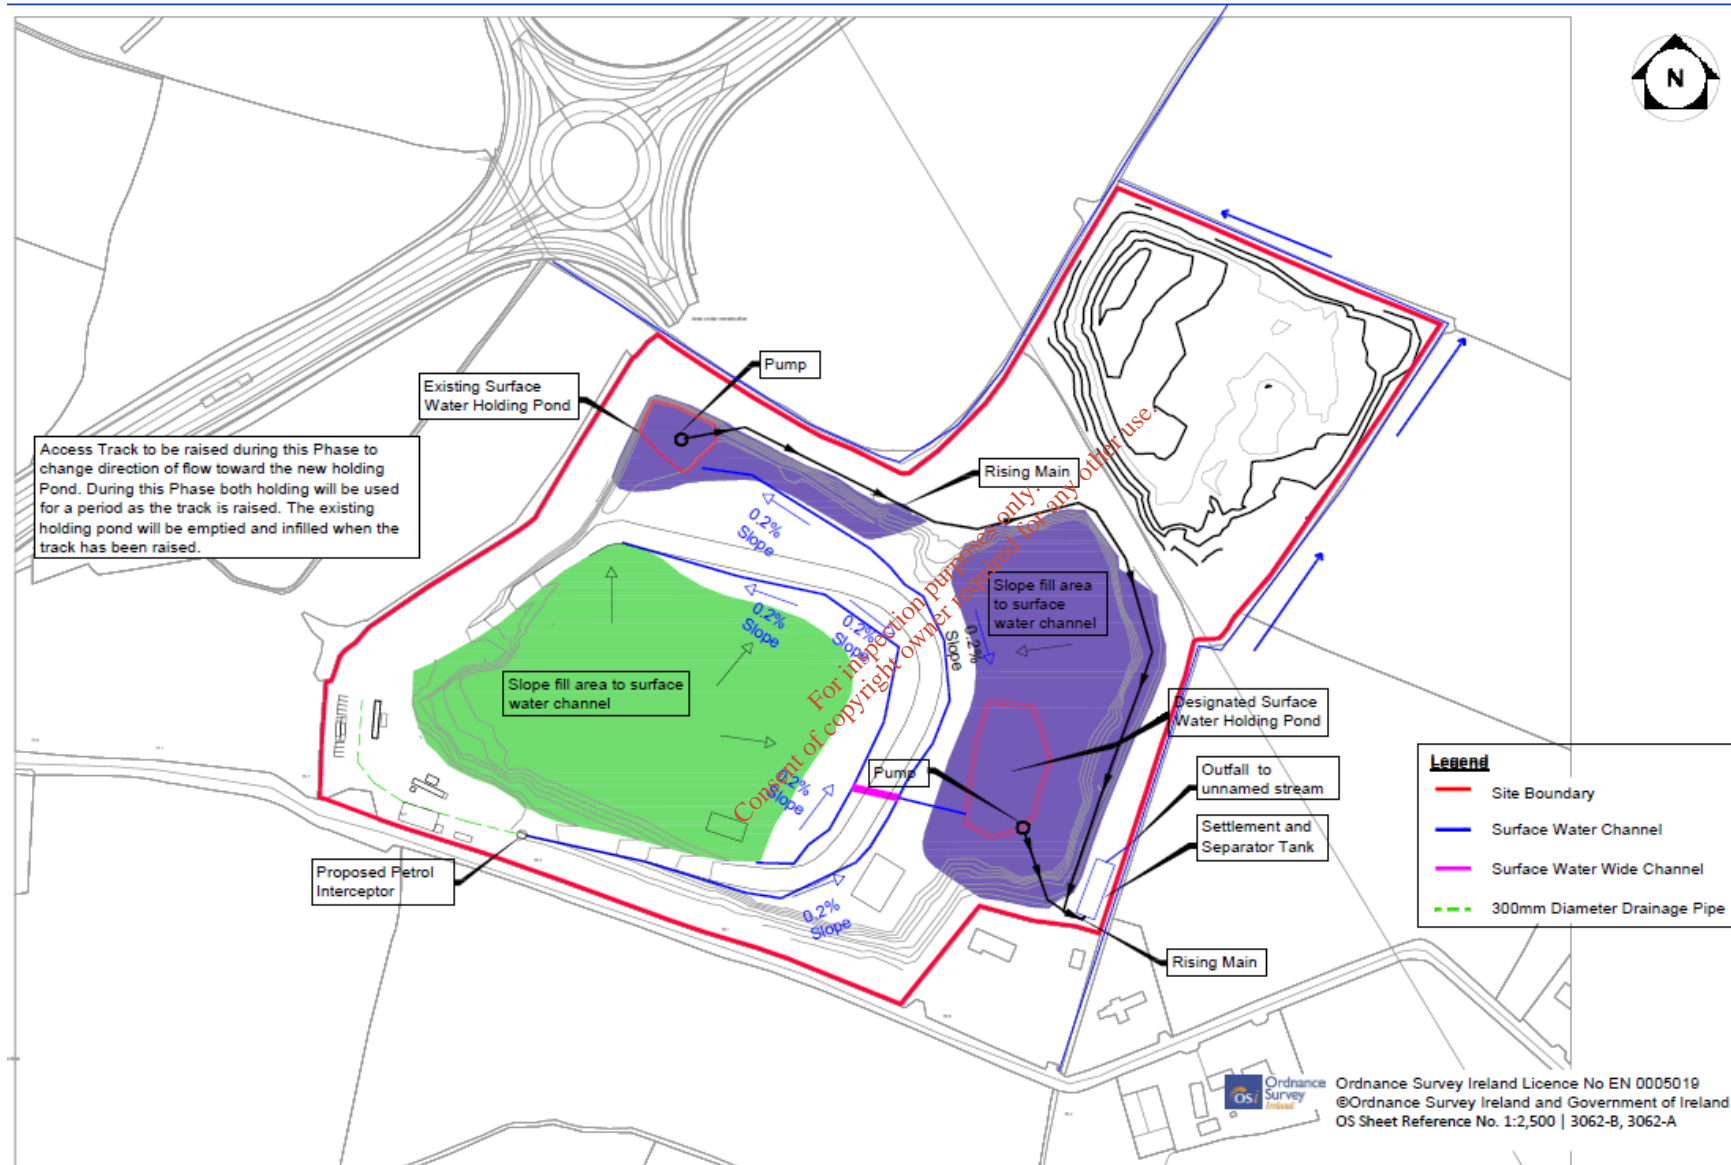 N
Pump
Existing Surface
Water Holding Pond
Access Track to be raised during this Phase to
change direction of flow toward the new holding
Pond. During this Phase both holding will be used
for a period as the track is raised. The existing
holding pond will be emptied and infilled when the
track has been raised.
Rising Main
0.2%
Slope
Slope fill area
to surface
water channel
0.2%
Slope
0.2%
Slope
0.2%
Slope
Slope fill area to surface
water channel
For inspection purposes only.
Consent of copyright owner required for any other use.
Designated Surface
Water Holding Pond
Pump
0.2%
Slope
Outfall to
unnamed stream
Settlement and
Separator Tank
Proposed Petrol
Interceptor
0.2%
Slope
Rising Main
Legend
Site Boundary
Surface Water Channel
Surface Water Wide Channel
300mm Diameter Drainage Pipe
OSi
Ordnance
Survey
Ireland
Ordnance Survey Ireland Licence No EN 0005019
©Ordnance Survey Ireland and Government of Ireland
OS Sheet Reference No. 1:2,500 | 3062-B, 3062-A